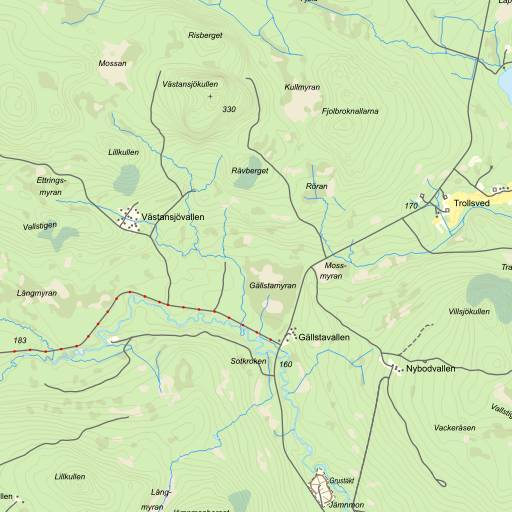 Risberget
Mossan
Västansjökullen
330
Kullmyran
Fjolbroknallarna
Lillkullen
Rävberget
Ettrings-
myran
Röran
170
Trollsved
Västansjövallen
Vallstigen
Moss-
myran
Gällstamyran
Långmyran
Villsjökullen
183
Gällstavallen
Sotkroken
160
Nybodvallen
Vackeråsen
Lillkullen
Lång-
myran
Grustäkt
Jämnmon